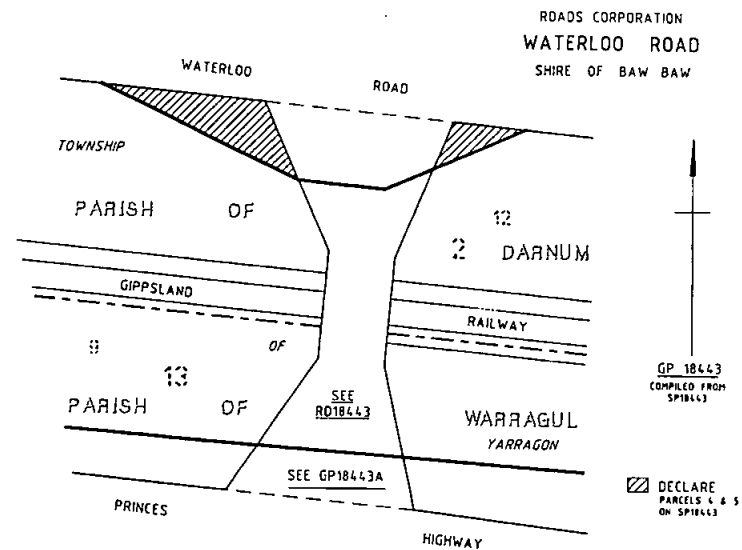 ROADS CORPORATION
WATERLOO ROAD
SHIRE OF BAW BAW
WATERLOO ROAD
TOWNSHIP
PARISH OF
12
2 DARNUM
GIPPSLAND
RAILWAY
9
OF
13
PARISH OF
SEE
RD18443
WARRAGUL
YARRAGON
SEE GP18443A
PRINCES
HIGHWAY
GP 18443
COMPILED FROM
SP18443
DECLARE
PARCELS 4 & 5
ON SP18443